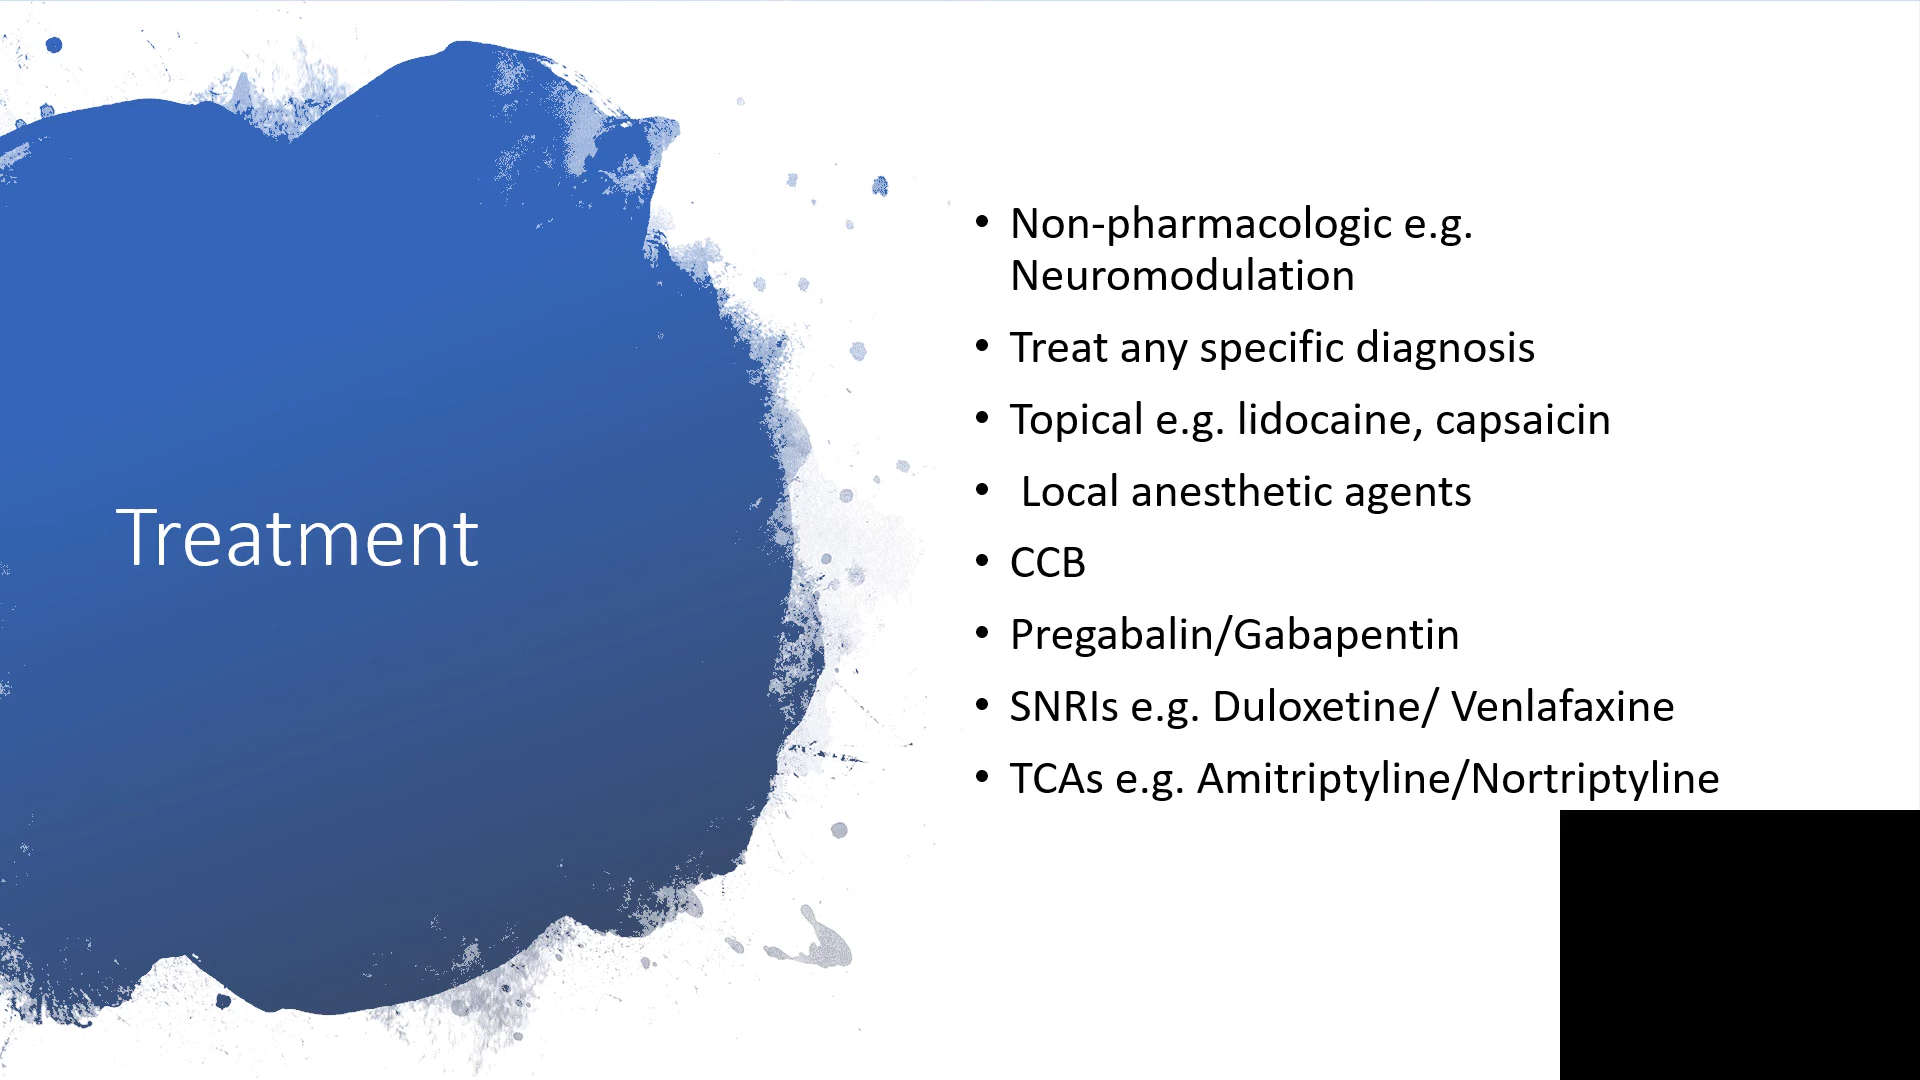 Treatment
• Non-pharmacologic e.g.
Neuromodulation
• Treat any specific diagnosis
• Topical e.g. lidocaine, capsaicin
• Local anesthetic agents
• CCB
• Pregabalin/Gabapentin
• SNRIs e.g. Duloxetine/ Venlafaxine
• TCAs e.g. Amitriptyline/Nortriptyline